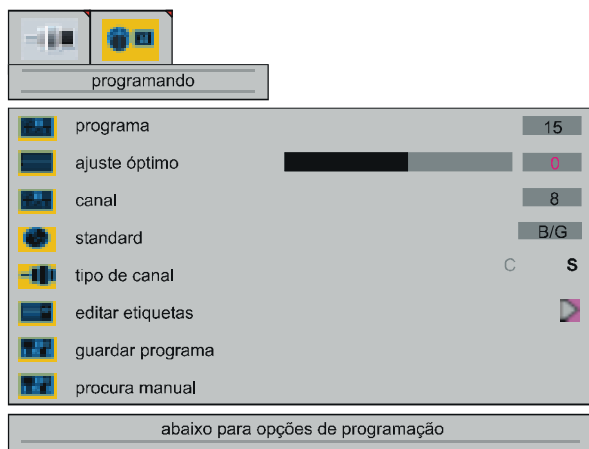 programando
programa 15
ajuste óptimo 0
canal 8
standard B/G
tipo de canal C S
editar etiquetas
guardar programa
procura manual
abaixo para opções de programação